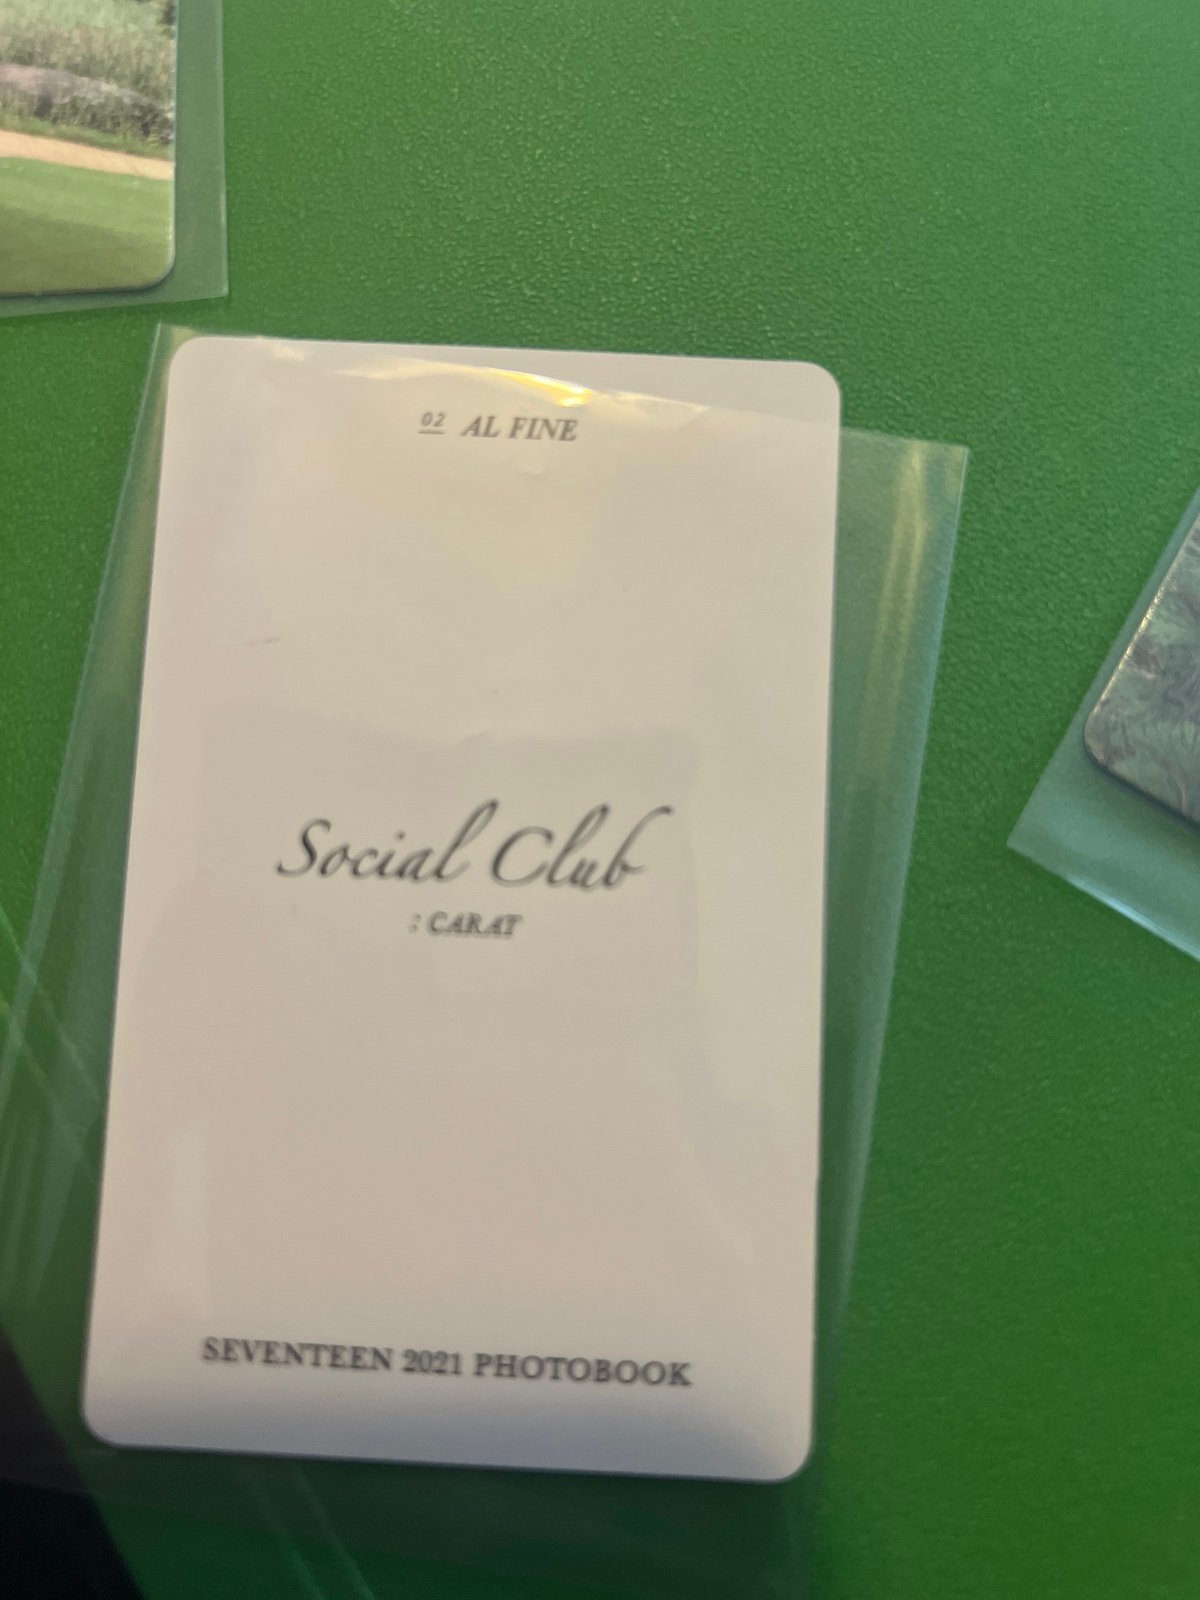 02 AL FINE
Social Club
: CARAT
SEVENTEEN 2021 PHOTOBOOK